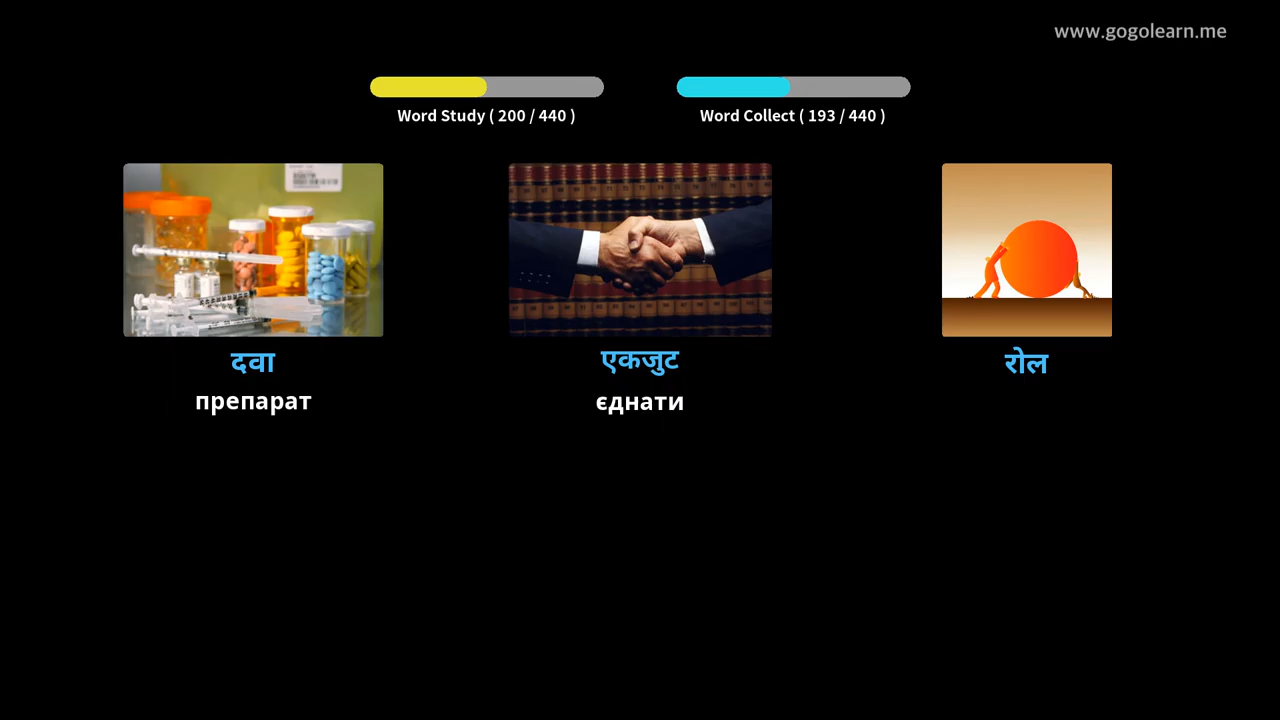 www.gogolearn.me
Word Study ( 200 / 440 )
Word Collect ( 193 / 440 )
दवा
препарат
एकजुट
єднати
रोल